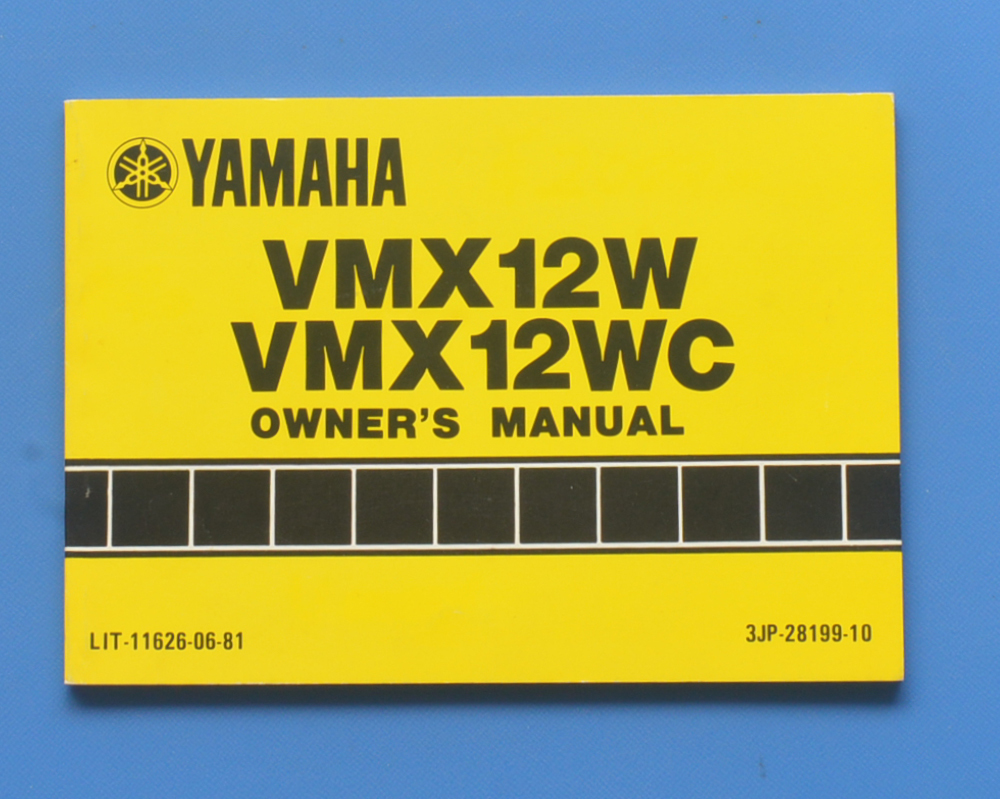 YAMAHA
VMX12W
VMX12WC
OWNER'S MANUAL
LIT-11626-06-81
3JP-28199-10